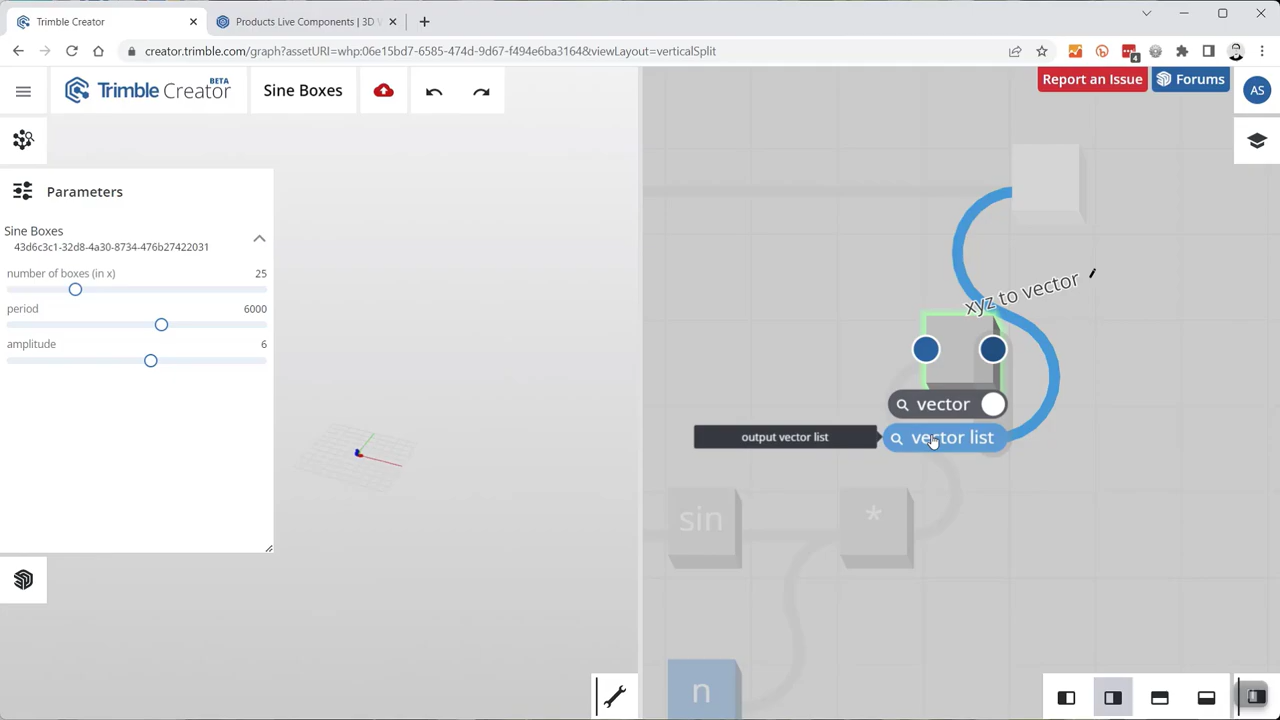 Trimble Creator
Products Live Components | 3D
creator.trimble.com/graph?assetURI=whp:06e15bd7-6585-474d-9d67-f494e6ba3164&viewLayout=verticalSplit
4
Trimble Creator BETA
Sine Boxes
Report an Issue
Forums
AS
Parameters
Sine Boxes
43d6c3c1-32d8-4a30-8734-476b27422031
number of boxes (in x) 25
period 6000
amplitude 6
xyz to vector
vector
output vector list
vector list
sin
*
n